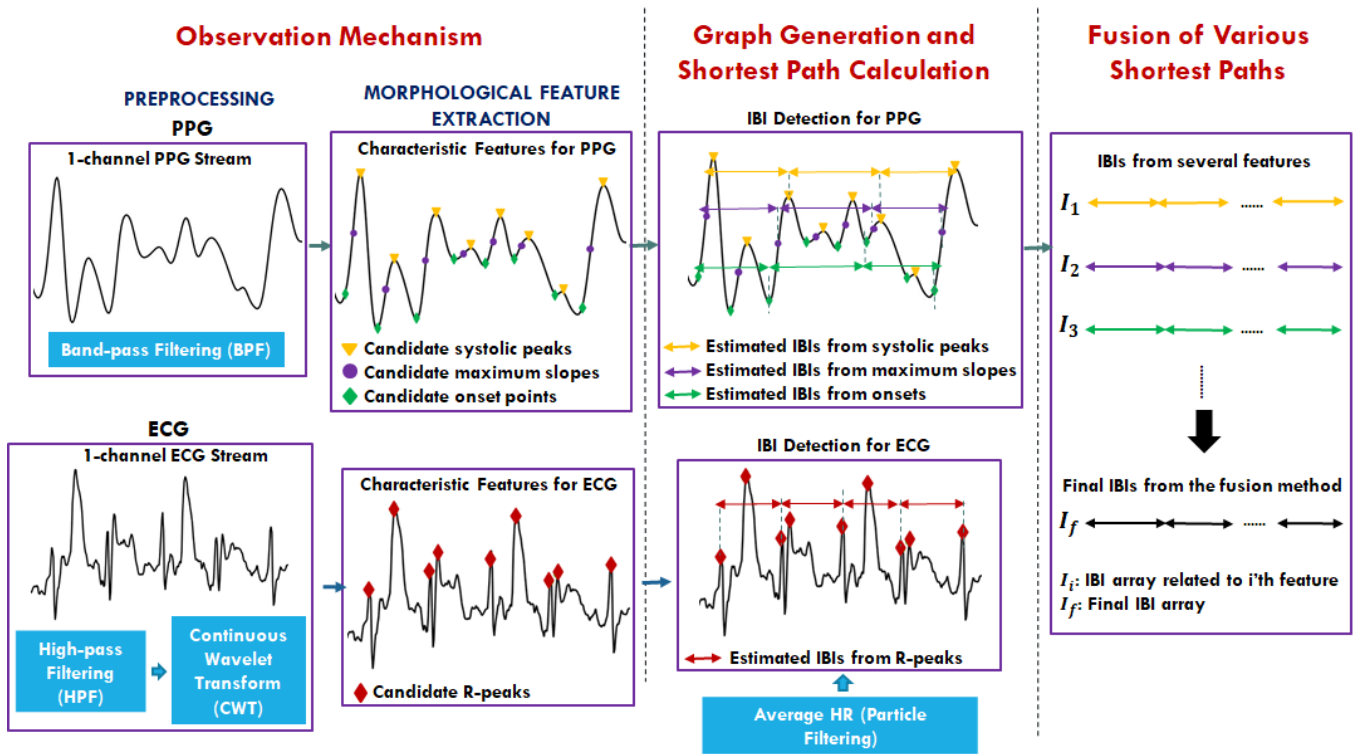 Observation Mechanism
Graph Generation and
Shortest Path Calculation
Fusion of Various
Shortest Paths
PREPROCESSING
MORPHOLOGICAL FEATURE
EXTRACTION
PPG
1-channel PPG Stream
Band-pass Filtering (BPF)
Characteristic Features for PPG
Candidate systolic peaks
Candidate maximum slopes
Candidate onset points
IBI Detection for PPG
Estimated IBIs from systolic peaks
Estimated IBIs from maximum slopes
Estimated IBIs from onsets
ECG
1-channel ECG Stream
High-pass
Filtering
(HPF)
Continuous
Wavelet
Transform
(CWT)
Characteristic Features for ECG
Candidate R-peaks
IBI Detection for ECG
Estimated IBIs from R-peaks
Average HR (Particle
Filtering)
IBIs from several features
I₁ ......
I₂ ......
I₃ ......
Final IBIs from the fusion method
I_f ......
I_i: IBI array related to i'th feature
I_f: Final IBI array